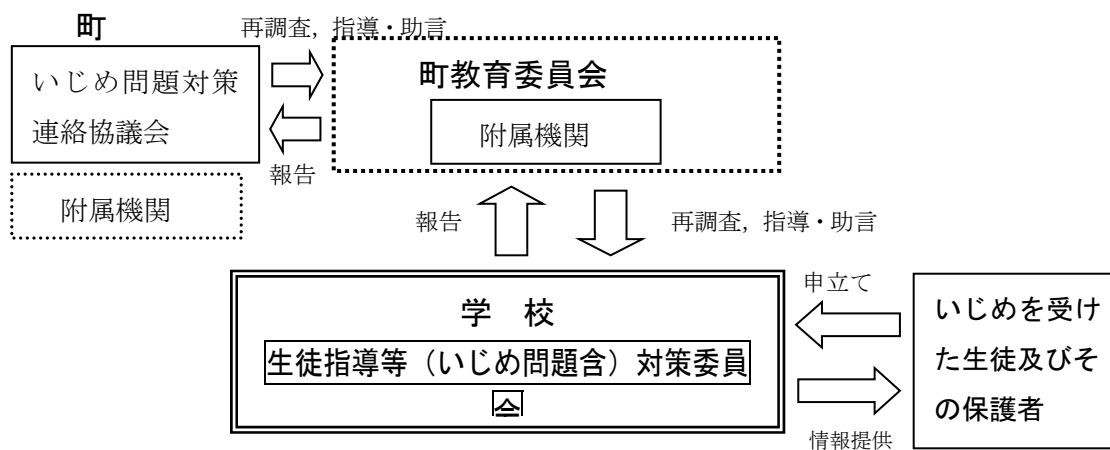 町
再調査，指導・助言
いじめ問題対策
連絡協議会
町教育委員会
附属機関
報告
附属機関
報告
再調査，指導・助言
学　校
生徒指導等（いじめ問題含）対策委員
会
申立て
情報提供
いじめを受け
た生徒及びそ
の保護者